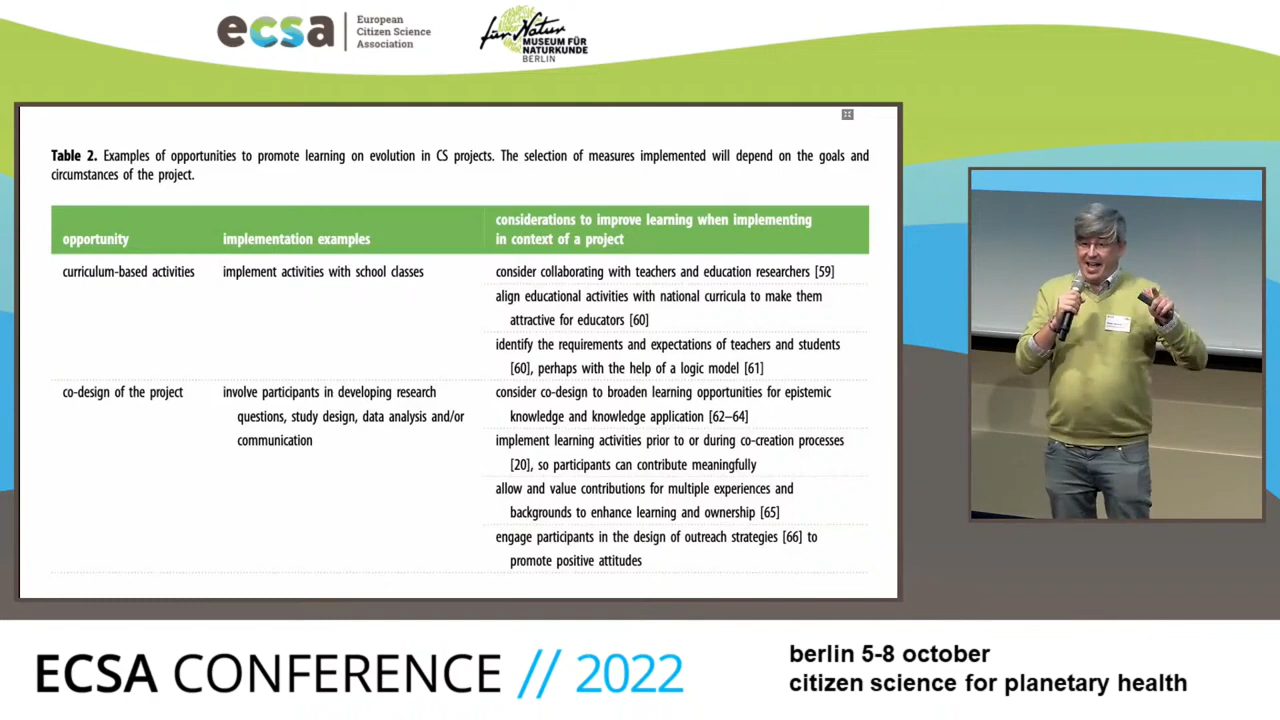 ecsa
European
Citizen Science
Association
für Natur
MUSEUM FÜR
NATURKUNDE
BERLIN
Table 2. Examples of opportunities to promote learning on evolution in CS projects. The selection of measures implemented will depend on the goals and
circumstances of the project.
opportunity
implementation examples
considerations to improve learning when implementing
in context of a project
curriculum-based activities
implement activities with school classes
consider collaborating with teachers and education researchers [59]
align educational activities with national curricula to make them
attractive for educators [60]
identify the requirements and expectations of teachers and students
[60], perhaps with the help of a logic model [61]
co-design of the project
involve participants in developing research
questions, study design, data analysis and/or
communication
consider co-design to broaden learning opportunities for epistemic
knowledge and knowledge application [62–64]
implement learning activities prior to or during co-creation processes
[20], so participants can contribute meaningfully
allow and value contributions for multiple experiences and
backgrounds to enhance learning and ownership [65]
engage participants in the design of outreach strategies [66] to
promote positive attitudes
ECSA CONFERENCE // 2022
berlin 5-8 october
citizen science for planetary health